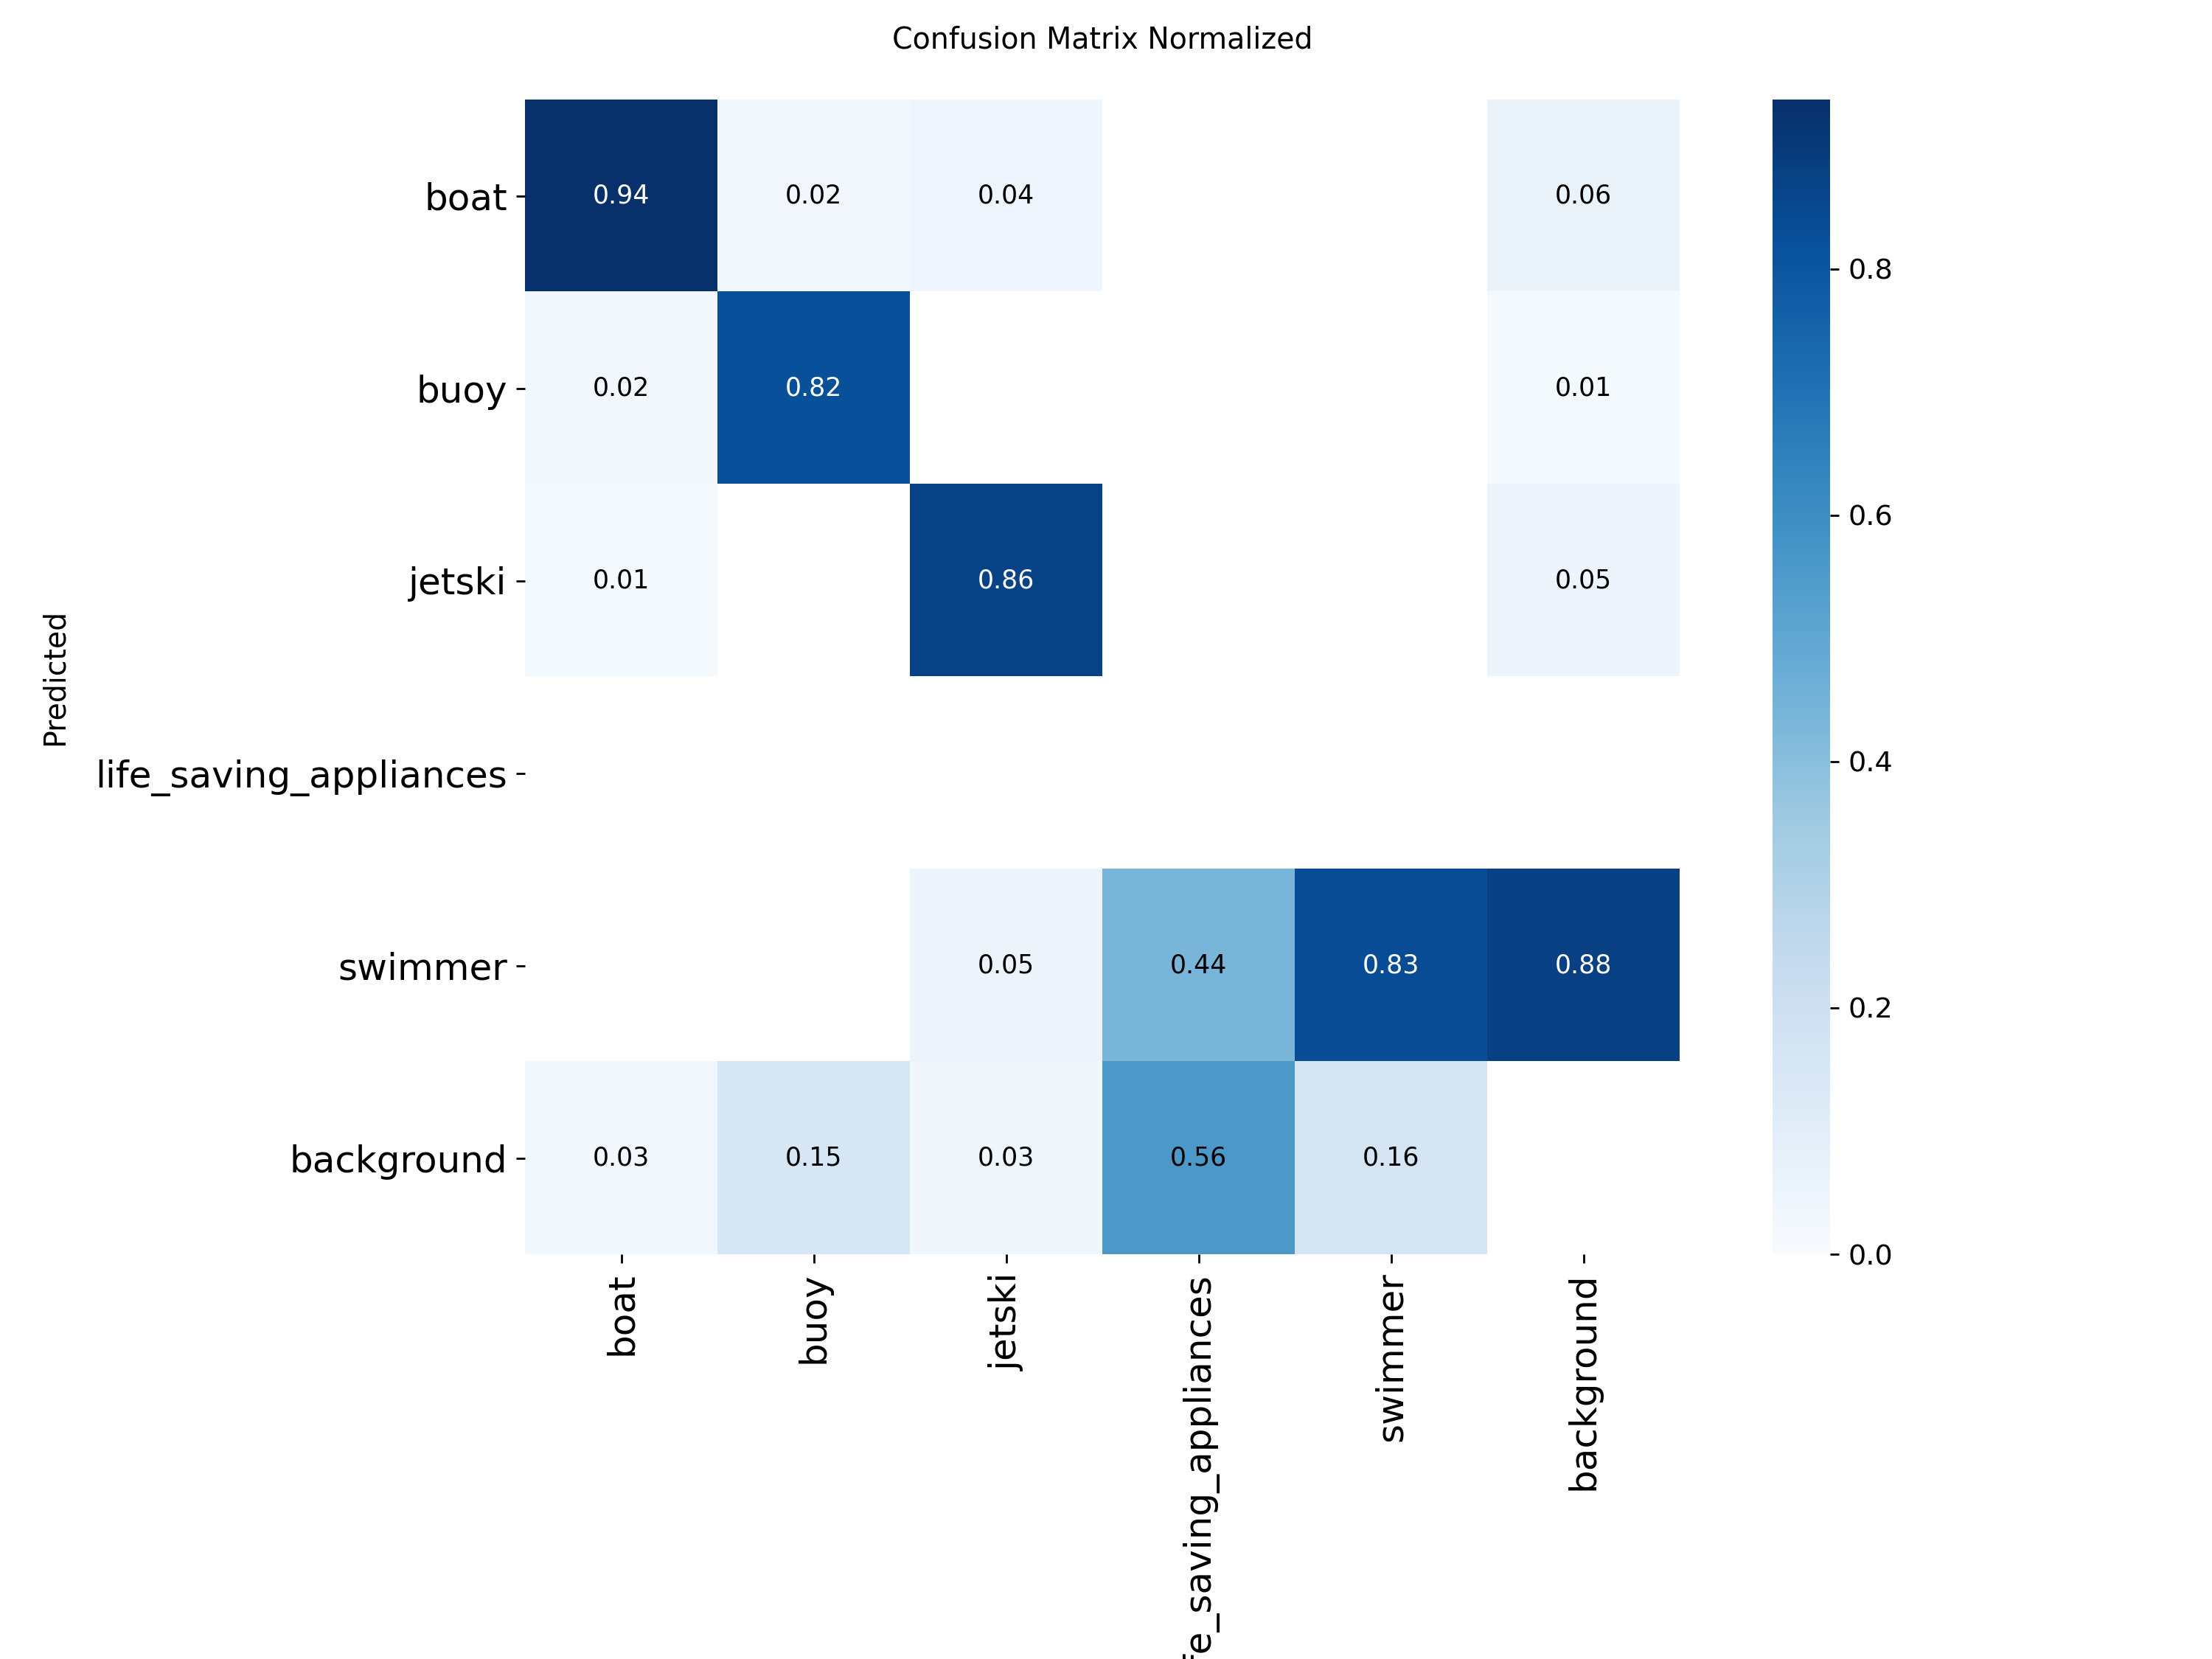 Confusion Matrix Normalized
boat
0.94
0.02
0.04
0.06
buoy
0.02
0.82
0.01
jetski
0.01
0.86
0.05
life_saving_appliances
swimmer
0.05
0.44
0.83
0.88
background
0.03
0.15
0.03
0.56
0.16
Predicted
boat
buoy
jetski
fe_saving_appliances
swimmer
background
0.8
0.6
0.4
0.2
0.0